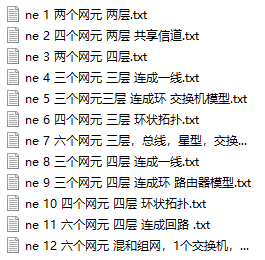 ne 1 两个网元 两层.txt
ne 2 四个网元 两层 共享信道.txt
ne 3 两个网元 四层.txt
ne 4 三个网元 三层 连成一线.txt
ne 5 三个网元三层 连成环 交换机模型.txt
ne 6 四个网元 三层 环状拓扑.txt
ne 7 六个网元 三层，总线，星型，交换...
ne 8 三个网元 四层 连成一线.txt
ne 9 三个网元 四层 连成环 路由器模型.txt
ne 10 四个网元 四层 环状拓扑.txt
ne 11 六个网元 四层 连成回路 .txt
ne 12 六个网元 混和组网，1个交换机，...